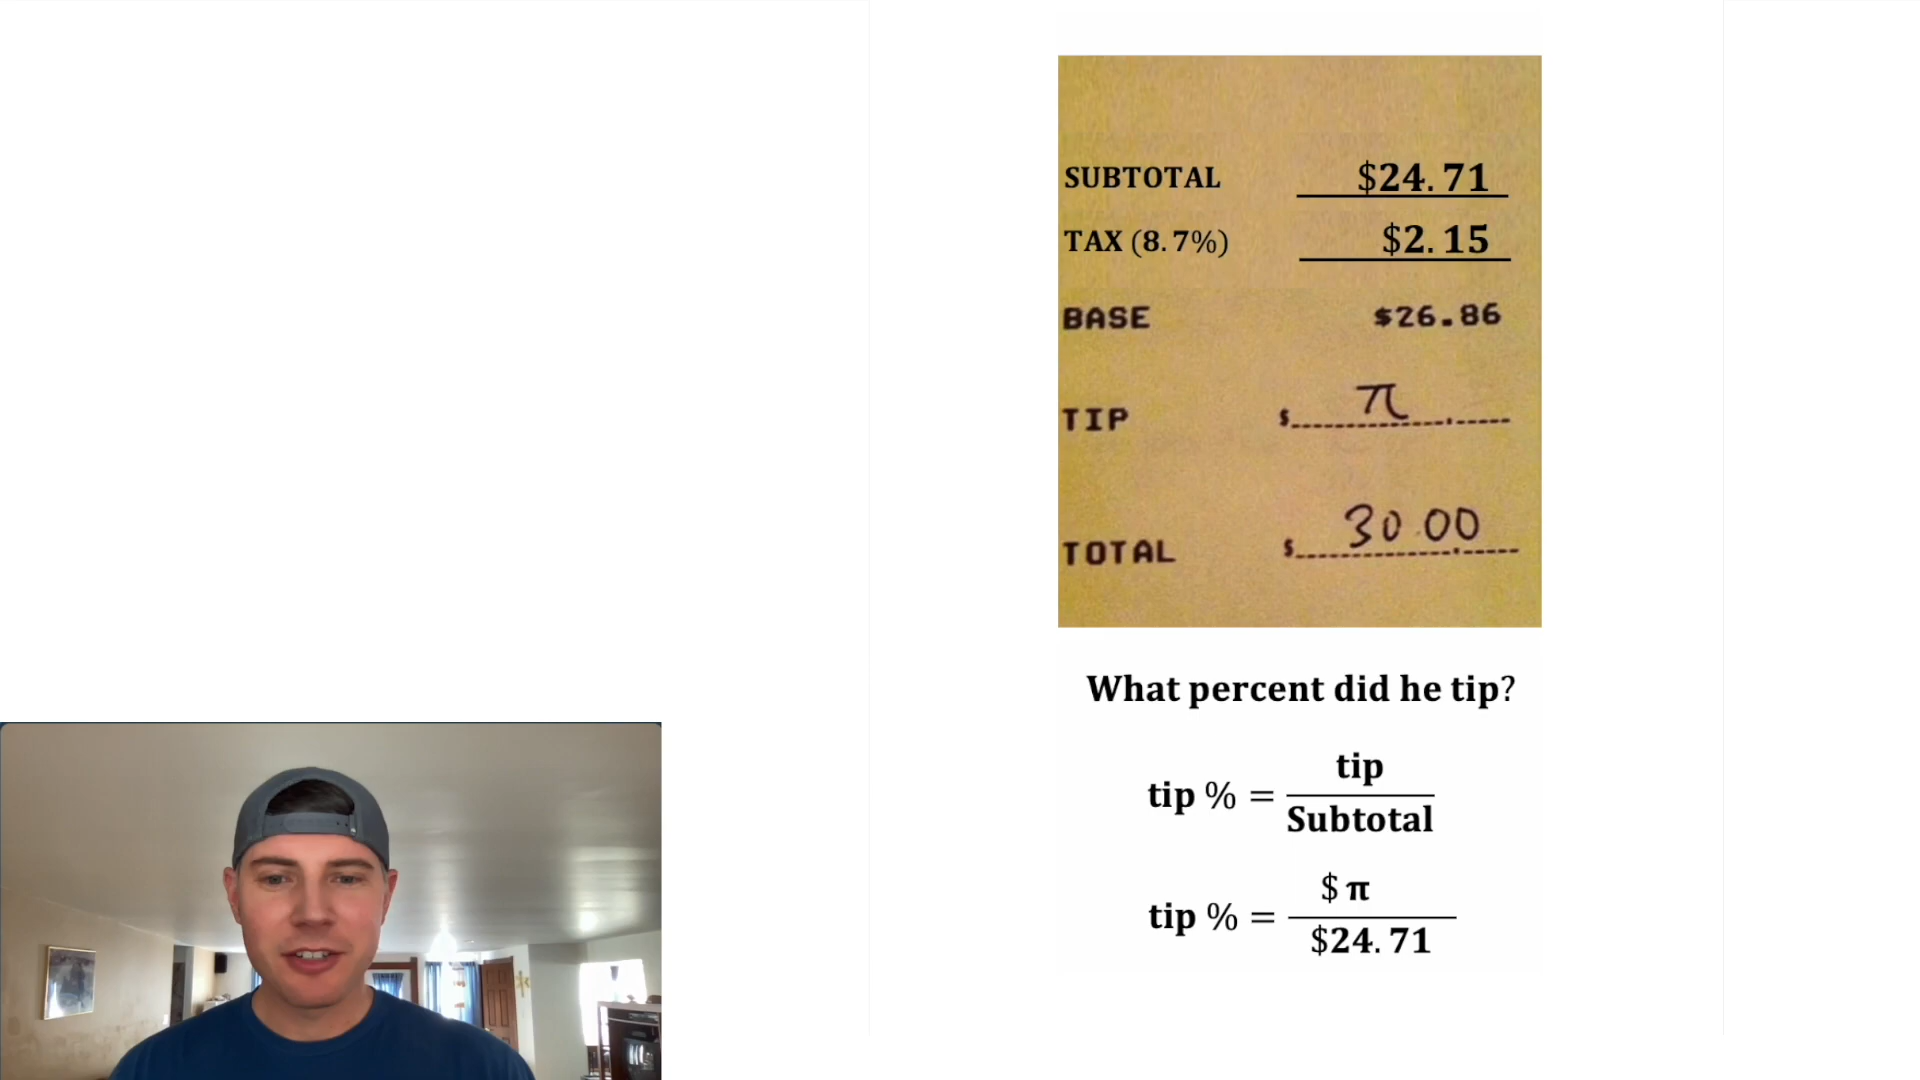 SUBTOTAL $24.71
TAX (8.7%) $2.15
BASE $26.86
TIP $ π
TOTAL $ 30.00
What percent did he tip?
tip % = tip / Subtotal
tip % = $ π / $24.71